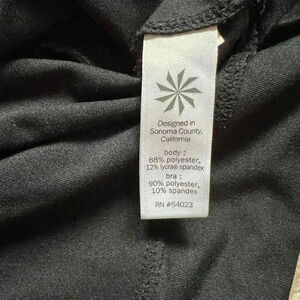 Designed in
Sonoma County,
California
body :
88% polyester,
12% lycra® spandex
bra :
90% polyester,
10% spandex
RN #54023